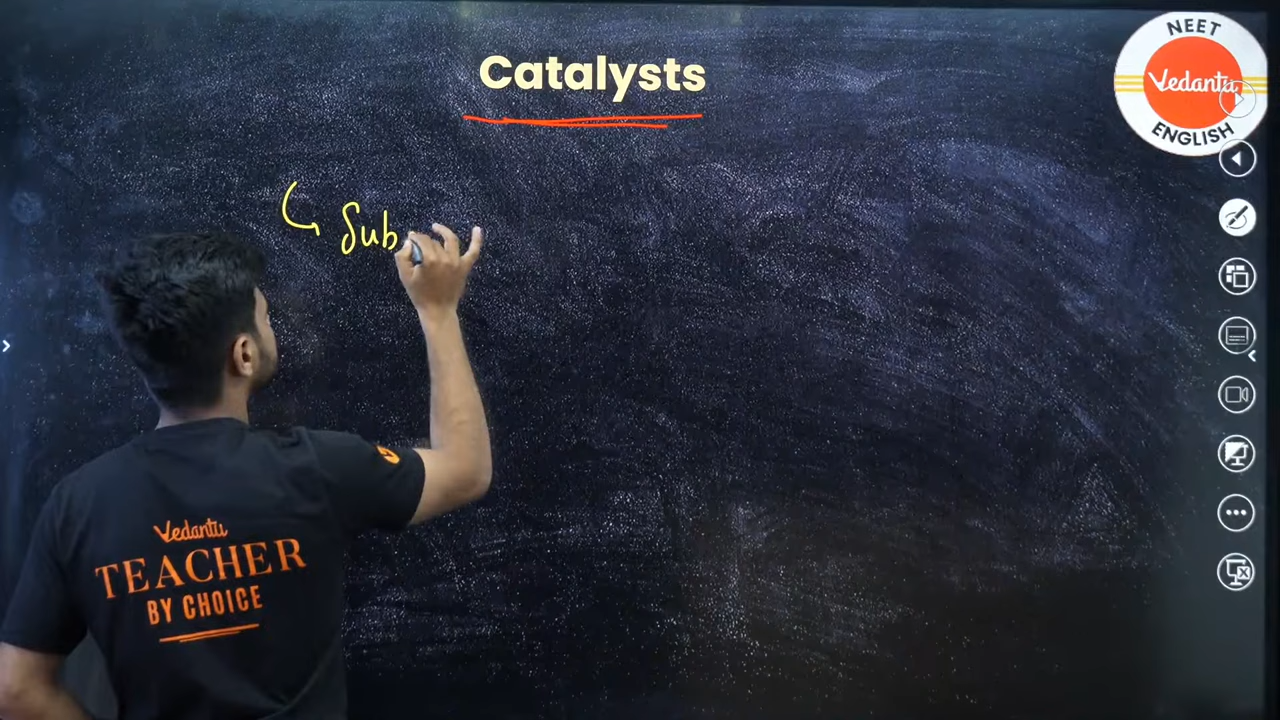 Catalysts
NEET
Vedantu
ENGLISH
Sub
Vedantu
TEACHER
BY CHOICE